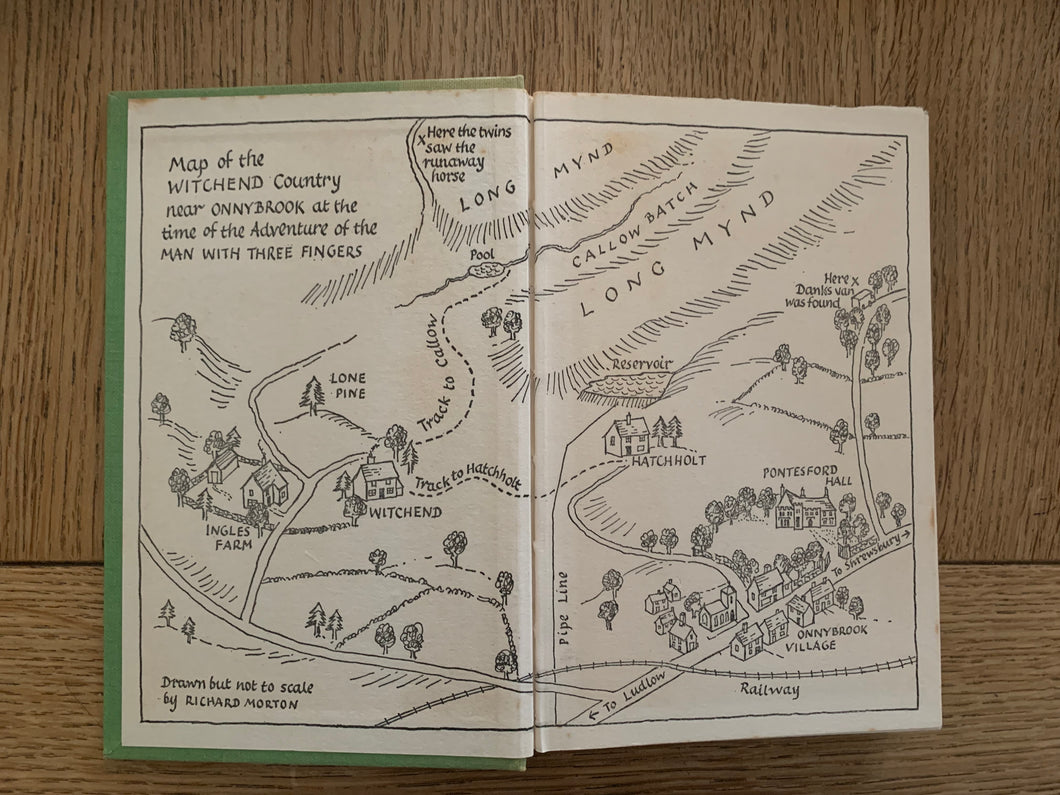 Map of the
WITCHEND Country
near ONNYBROOK at the
time of the Adventure of the
MAN WITH THREE FINGERS
x Here the twins
saw the
runaway
horse
LONG MYND
Pool
CALLOW BATCH
LONG MYND
Here x
Danks van
was found
Track to Callow
LONE
PINE
Reservoir
HATCHHOLT
Track to Hatchholt
WITCHEND
INGLES
FARM
PONTESFORD
HALL
To Shrewsbury →
Pipe Line
ONNYBROOK
VILLAGE
← To Ludlow
Railway
Drawn but not to scale
by RICHARD MORTON